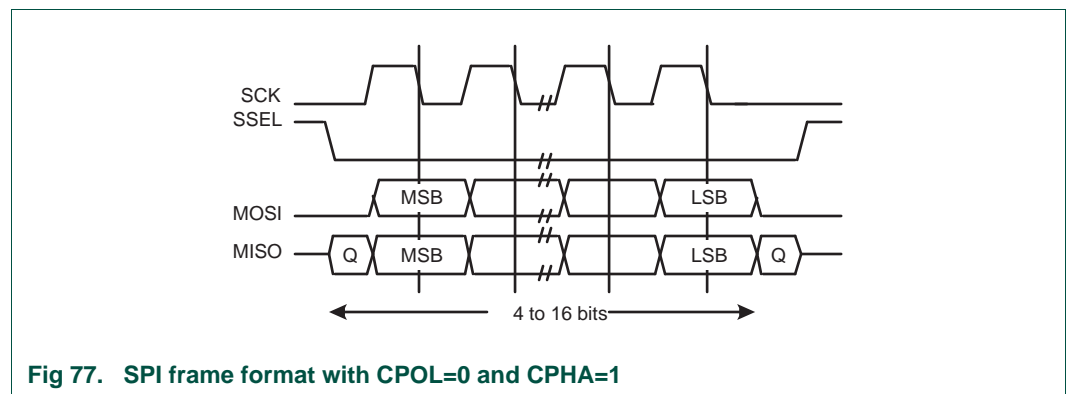 SCK
SSEL
MOSI
MSB
LSB
MISO
Q
MSB
LSB
Q
4 to 16 bits
Fig 77. SPI frame format with CPOL=0 and CPHA=1